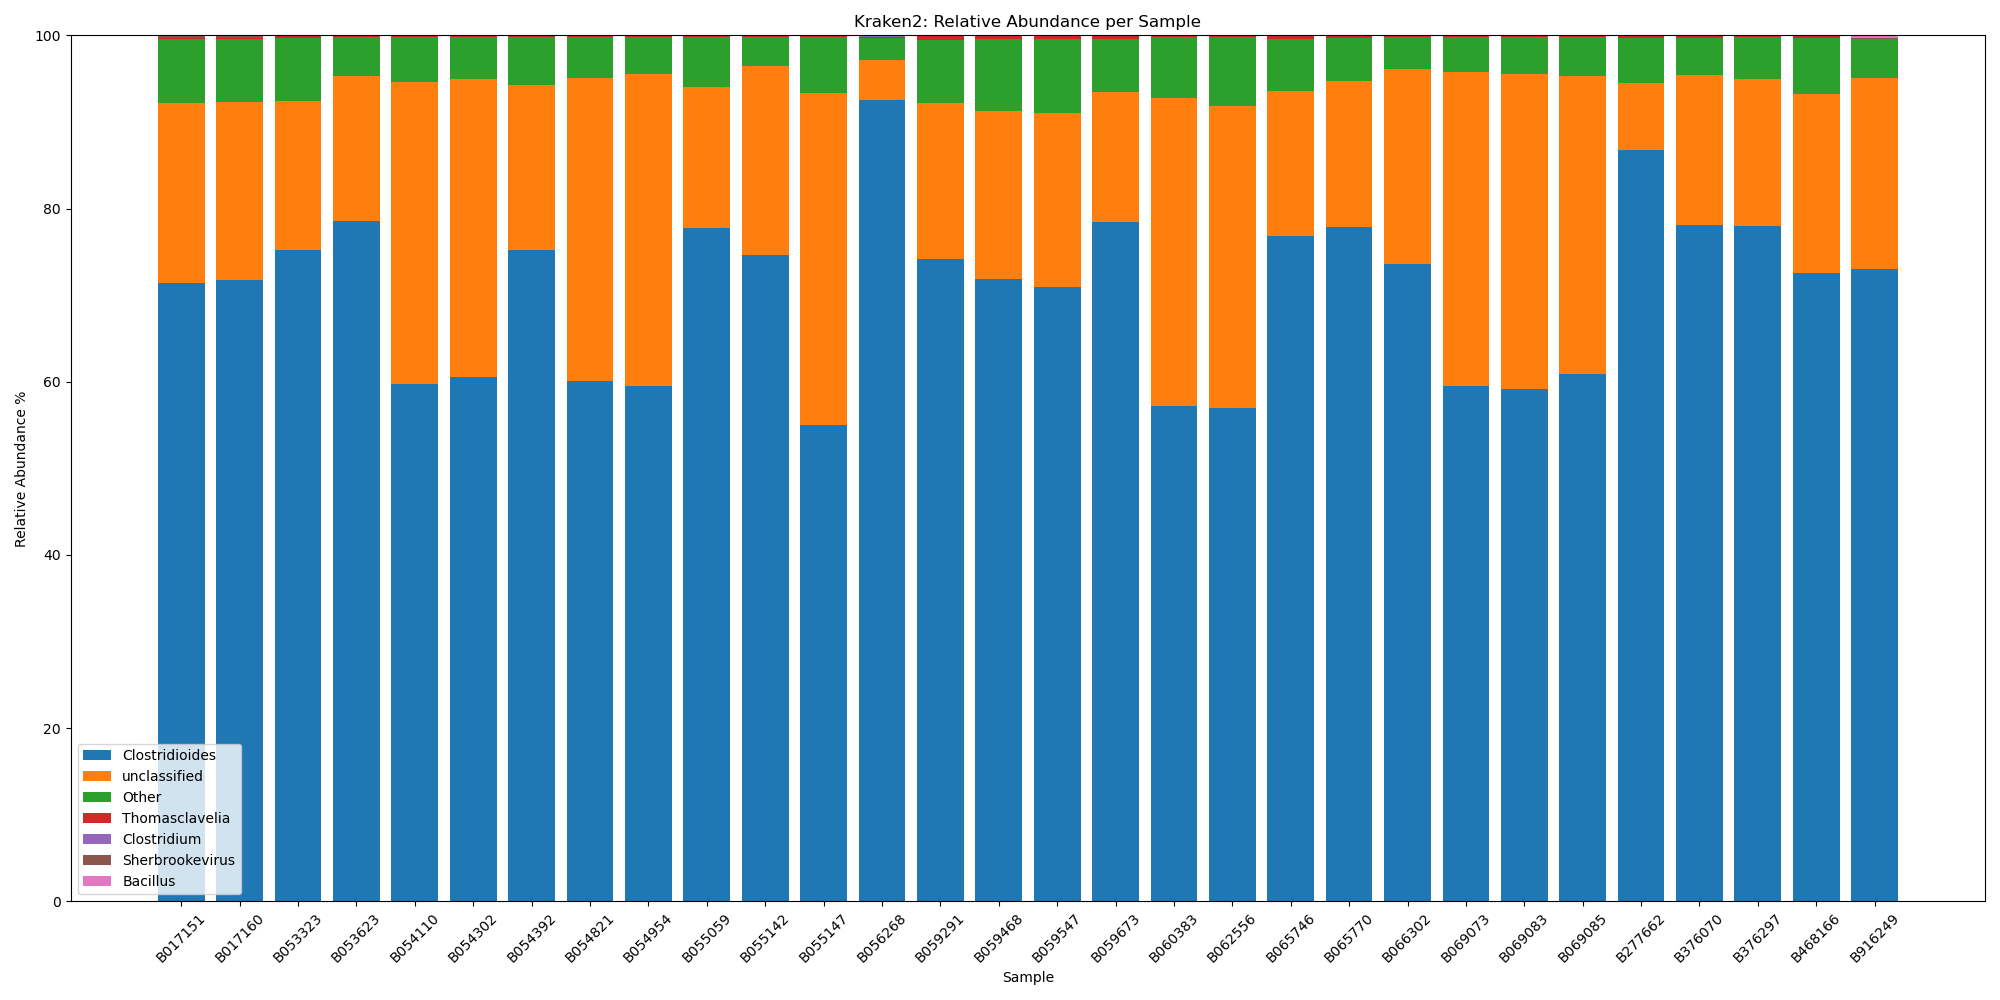 Kraken2: Relative Abundance per Sample
100
80
60
40
20
0
Relative Abundance %
Clostridioides
unclassified
Other
Thomasclavelia
Clostridium
Sherbrookevirus
Bacillus
B017151
B017160
B053323
B053623
B054110
B054302
B054392
B054821
B054954
B055059
B055142
B055147
B056268
B059291
B059468
B059547
B059673
B060383
B062556
B065746
B065770
B066302
B069073
B069083
B069085
B277662
B376070
B376297
B468166
B916249
Sample